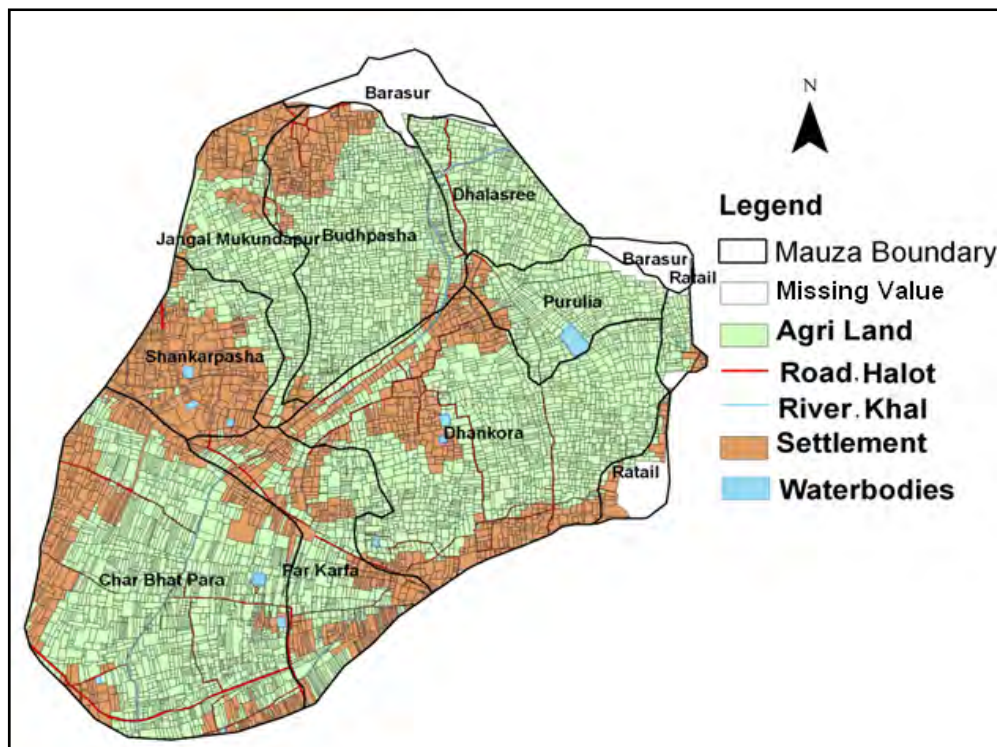 Barasur
N
Dhalasree
Jangal Mukundapur
Budhpasha
Barasur
Ratail
Purulia
Shankarpasha
Dhankora
Ratail
Char Bhat Para
Par Karfa
Legend
Mauza Boundary
Missing Value
Agri Land
Road.Halot
River.Khal
Settlement
Waterbodies